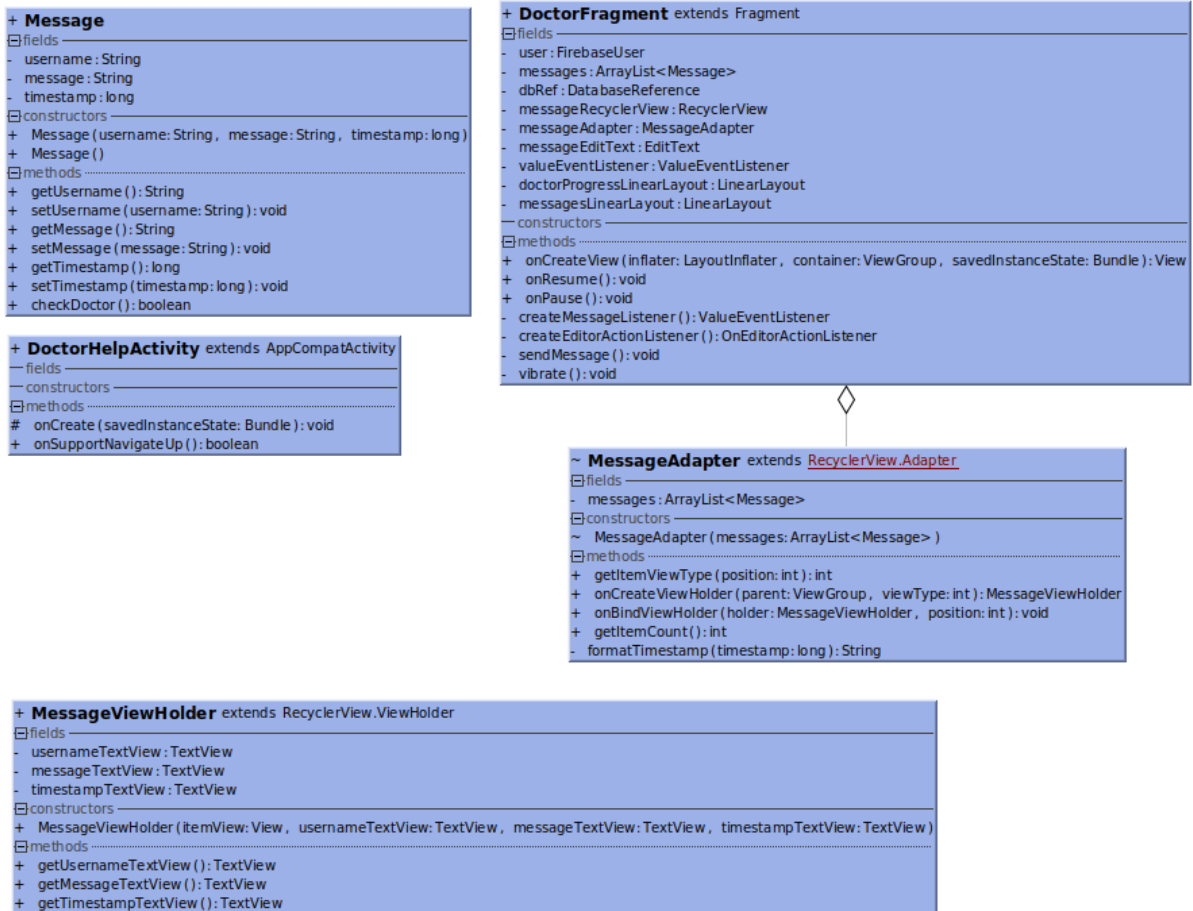 + Message
fields
- username: String
- message: String
- timestamp: long
constructors
+ Message(username: String, message: String, timestamp: long)
+ Message()
methods
+ getUsername(): String
+ setUsername(username: String): void
+ getMessage(): String
+ setMessage(message: String): void
+ getTimestamp(): long
+ setTimestamp(timestamp: long): void
+ checkDoctor(): boolean
+ DoctorFragment extends Fragment
fields
- user: FirebaseUser
- messages: ArrayList<Message>
- dbRef: DatabaseReference
- messageRecyclerView: RecyclerView
- messageAdapter: MessageAdapter
- messageEditText: EditText
- valueEventListener: ValueEventListener
- doctorProgressLinearLayout: LinearLayout
- messagesLinearLayout: LinearLayout
constructors
methods
+ onCreateView(inflater: LayoutInflater, container: ViewGroup, savedInstanceState: Bundle): View
+ onResume(): void
+ onPause(): void
- createMessageListener(): ValueEventListener
- createEditorActionListener(): OnEditorActionListener
- sendMessage(): void
- vibrate(): void
+ DoctorHelpActivity extends AppCompatActivity
fields
constructors
methods
# onCreate(savedInstanceState: Bundle): void
+ onSupportNavigateUp(): boolean
~ MessageAdapter extends RecyclerView.Adapter
fields
- messages: ArrayList<Message>
constructors
~ MessageAdapter(messages: ArrayList<Message>)
methods
+ getItemViewType(position: int): int
+ onCreateViewHolder(parent: ViewGroup, viewType: int): MessageViewHolder
+ onBindViewHolder(holder: MessageViewHolder, position: int): void
+ getItemCount(): int
- formatTimestamp(timestamp: long): String
+ MessageViewHolder extends RecyclerView.ViewHolder
fields
- usernameTextView: TextView
- messageTextView: TextView
- timestampTextView: TextView
constructors
+ MessageViewHolder(itemView: View, usernameTextView: TextView, messageTextView: TextView, timestampTextView: TextView)
methods
+ getUsernameTextView(): TextView
+ getMessageTextView(): TextView
+ getTimestampTextView(): TextView